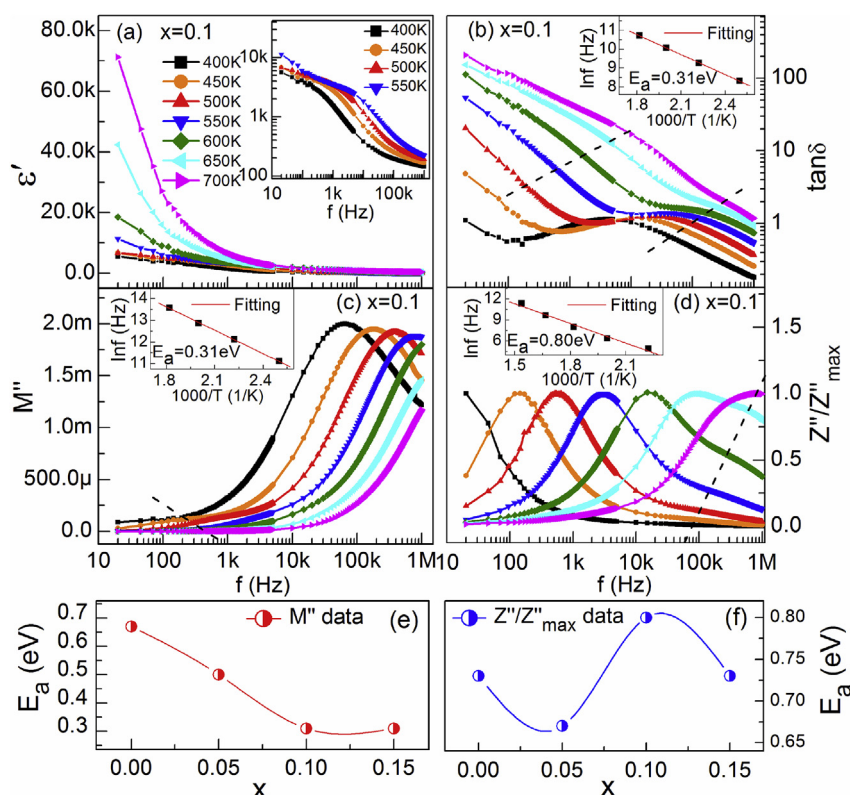 (a) x=0.1
ε'
80.0k
60.0k
40.0k
20.0k
0.0
400K
450K
500K
550K
600K
650K
700K
10k
1k
100
400K
450K
500K
550K
10 1k 100k
f (Hz)
(b) x=0.1
tanδ
100
10
1
lnf (Hz)
11
10
9
8
Fitting
Ea=0.31eV
1.8 2.1 2.4
1000/T (1/K)
(c) x=0.1
M''
2.0m
1.5m
1.0m
500.0μ
0.0
lnf (Hz)
14
13
12
11
Fitting
Ea=0.31eV
1.8 2.1 2.4
1000/T (1/K)
10 100 1k 10k 100k 1M
f (Hz)
(d) x=0.1
Z''/Z''max
1.5
1.0
0.5
0.0
lnf (Hz)
12
9
6
Fitting
Ea=0.80eV
1.5 1.8 2.1
1000/T (1/K)
100 1k 10k 100k 1M
f (Hz)
(e)
M'' data
Ea (eV)
0.7
0.6
0.5
0.4
0.3
0.00 0.05 0.10 0.15
x
(f)
Z''/Z''max data
Ea (eV)
0.80
0.75
0.70
0.65
0.00 0.05 0.10 0.15
x